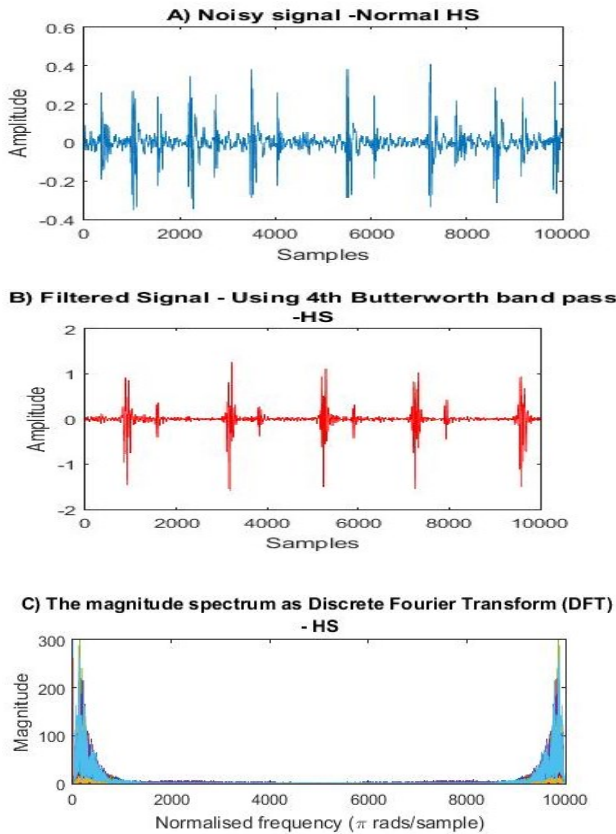 A) Noisy signal -Normal HS
0.6
0.4
0.2
0
-0.2
-0.4
Amplitude
0 2000 4000 6000 8000 10000
Samples
B) Filtered Signal - Using 4th Butterworth band pass
-HS
2
1
0
-1
-2
Amplitude
0 2000 4000 6000 8000 10000
Samples
C) The magnitude spectrum as Discrete Fourier Transform (DFT)
- HS
300
200
100
0
Magnitude
0 2000 4000 6000 8000 10000
Normalised frequency (π rads/sample)